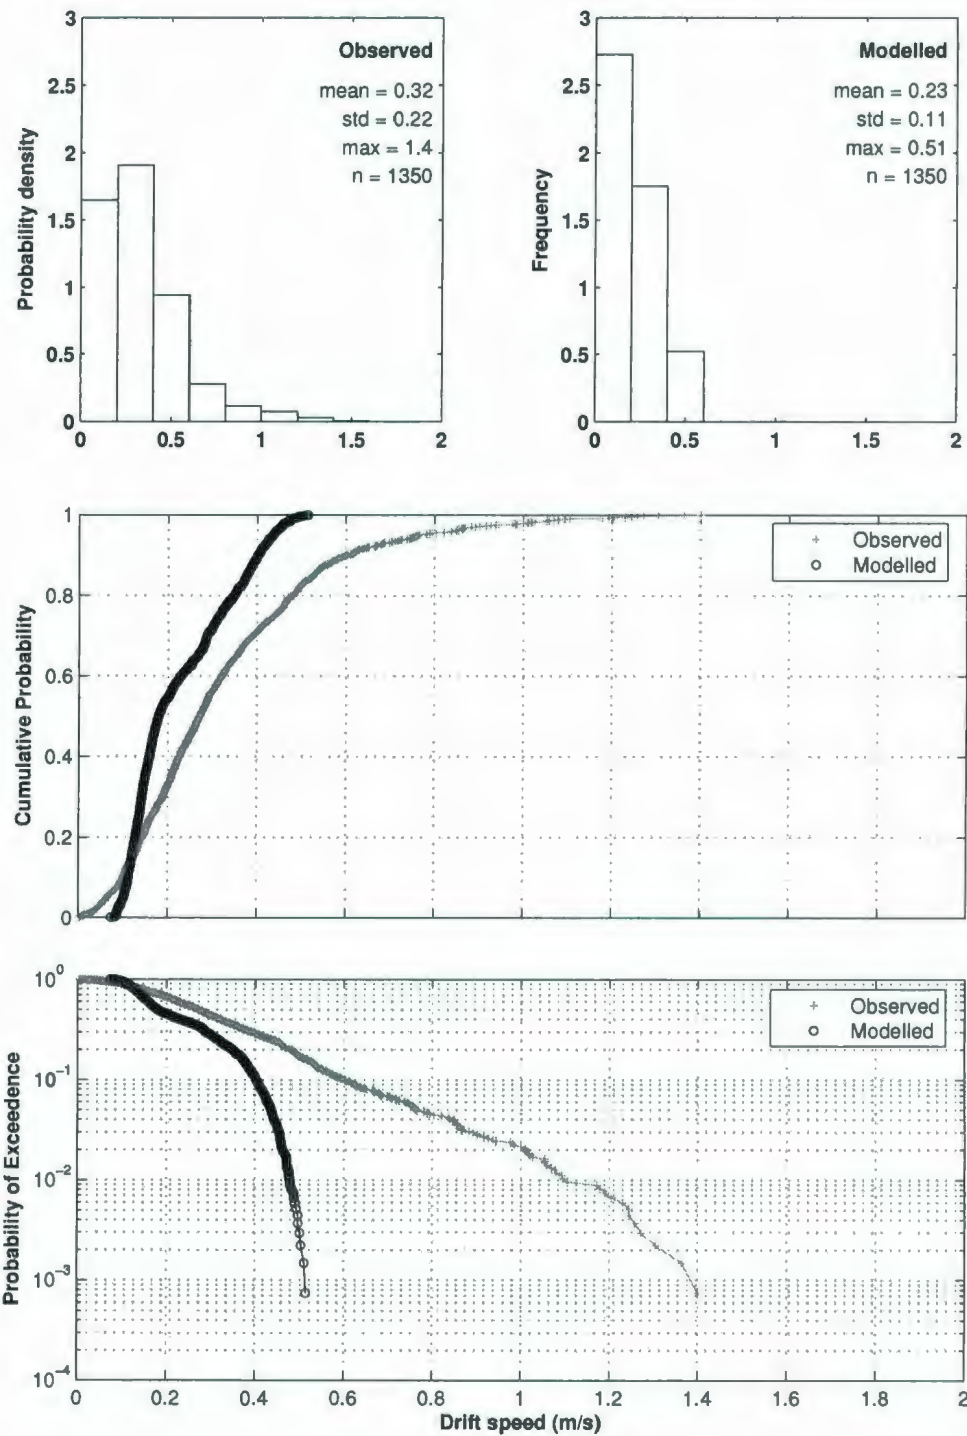 3
2.5
2
1.5
1
0.5
0
Probability density
Observed
mean = 0.32
std = 0.22
max = 1.4
n = 1350
0 0.5 1 1.5 2
3
2.5
2
1.5
1
0.5
0
Frequency
Modelled
mean = 0.23
std = 0.11
max = 0.51
n = 1350
0 0.5 1 1.5 2
1
0.8
0.6
0.4
0.2
0
Cumulative Probability
Observed
Modelled
10^0
10^-1
10^-2
10^-3
10^-4
Probability of Exceedence
Observed
Modelled
0 0.2 0.4 0.6 0.8 1 1.2 1.4 1.6 1.8 2
Drift speed (m/s)